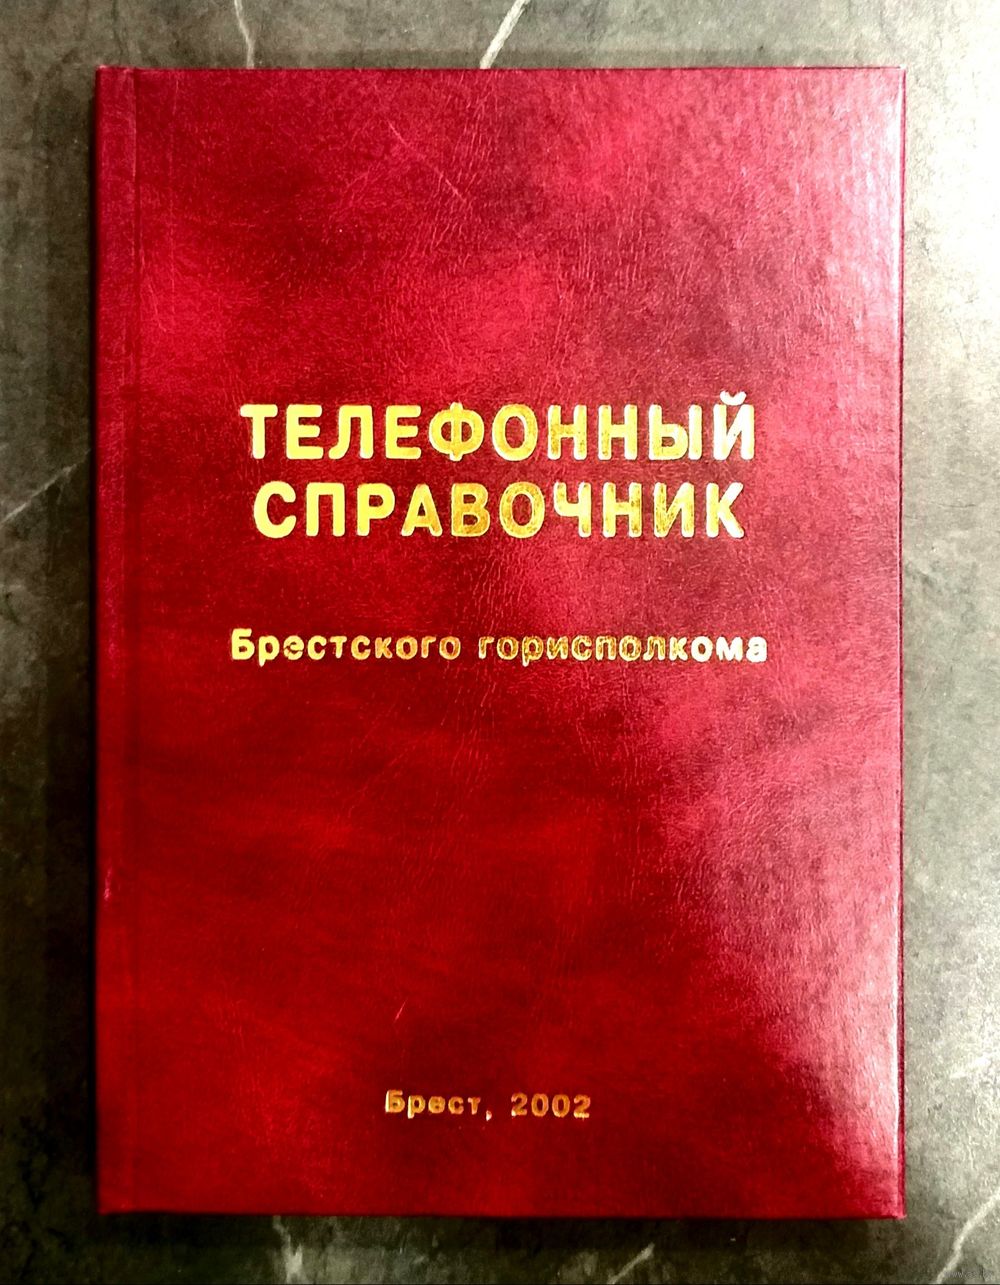 ТЕЛЕФОННЫЙ
СПРАВОЧНИК
Брестского горисполкома
Брест, 2002